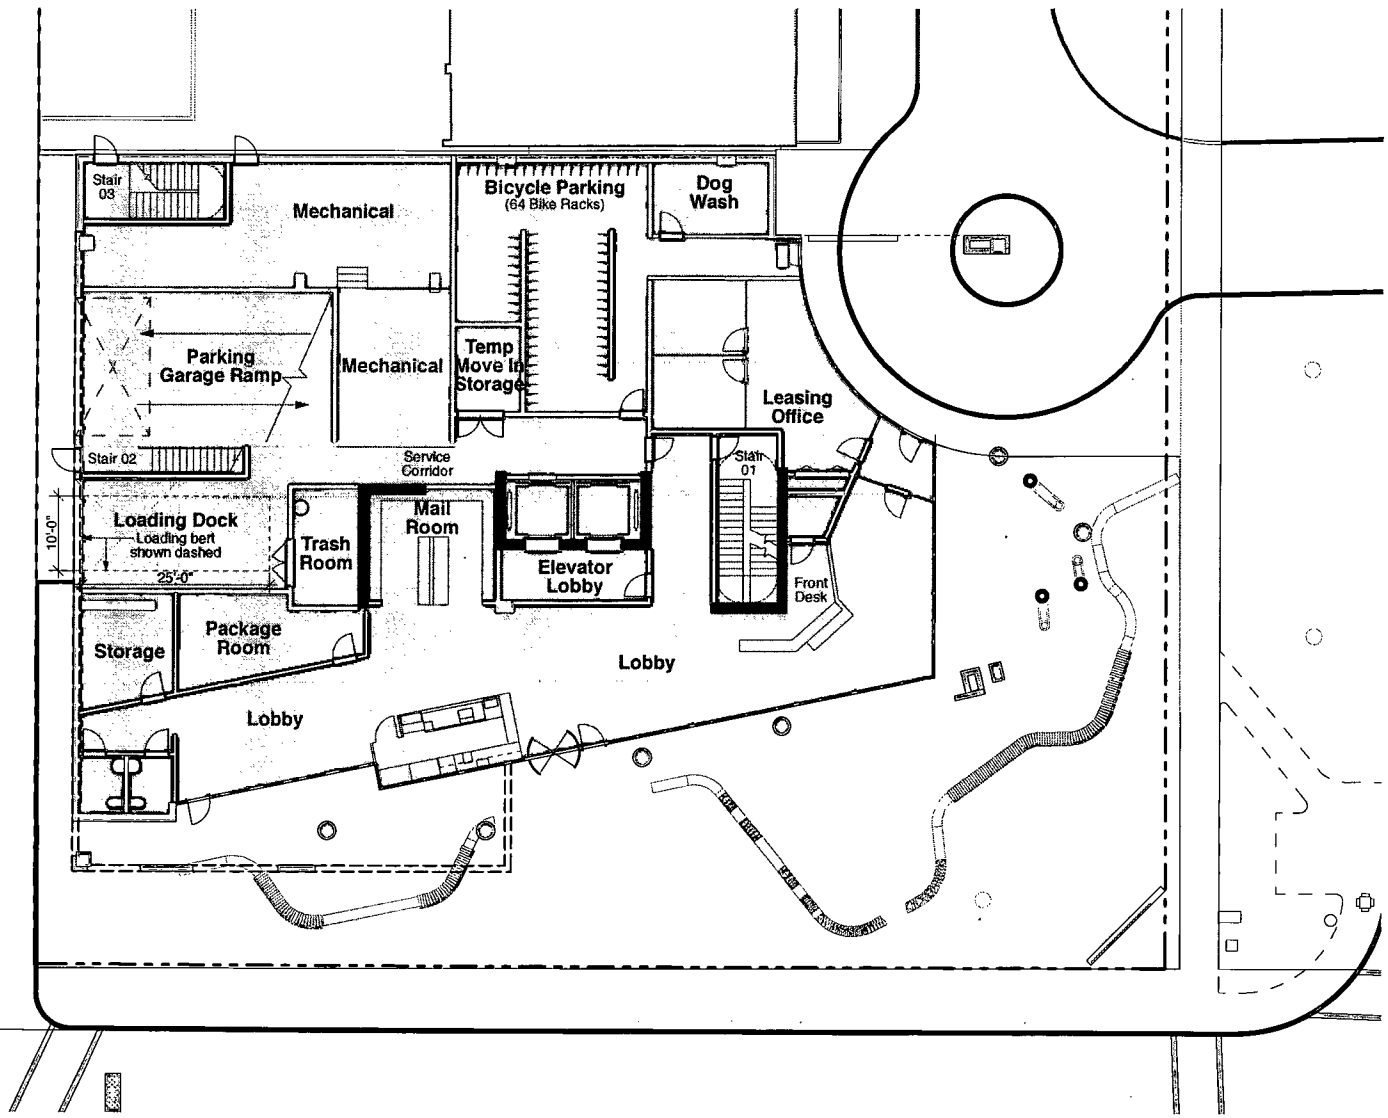 Stair
03
Mechanical
Bicycle Parking
(64 Bike Racks)
Dog
Wash
Parking
Garage Ramp
Mechanical
Temp
Move In
Storage
Leasing
Office
Stair 02
Service
Corridor
Stair
01
Loading Dock
Loading bert
shown dashed
10'-0"
25'-0"
Trash
Room
Mail
Room
Elevator
Lobby
Front
Desk
Storage
Package
Room
Lobby
Lobby